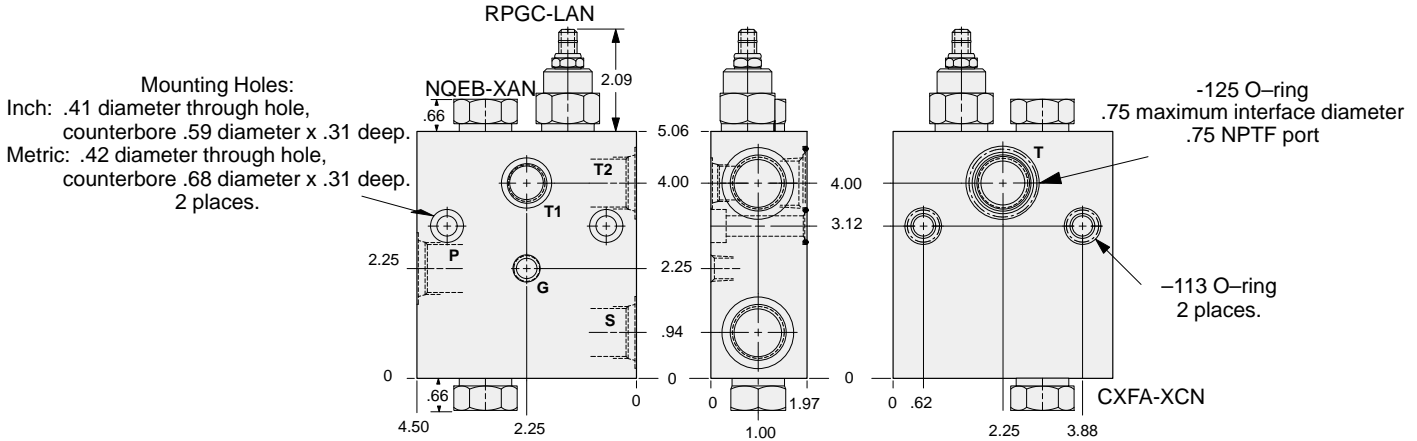 RPGC-LAN
2.09
NQEB-XAN
.66
Mounting Holes:
Inch: .41 diameter through hole,
counterbore .59 diameter x .31 deep.
Metric: .42 diameter through hole,
counterbore .68 diameter x .31 deep.
2 places.
T2
T1
P
G
S
2.25
0
.66
4.50
2.25
0
5.06
4.00
2.25
.94
0
0
1.97
1.00
4.00
3.12
0
T
-125 O–ring
.75 maximum interface diameter
.75 NPTF port
–113 O–ring
2 places.
CXFA-XCN
0
.62
2.25
3.88